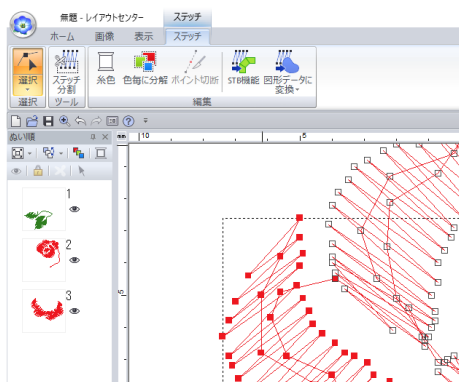 無題 - レイアウトセンター
ステッチ
ホーム 画像 表示 ステッチ
選択 ステッチ分割 糸色 色毎に分解 ポイント切断 STB機能 図形データに変換
選択 ツール 編集
ぬい順
mm 10 5
1
2
3
5